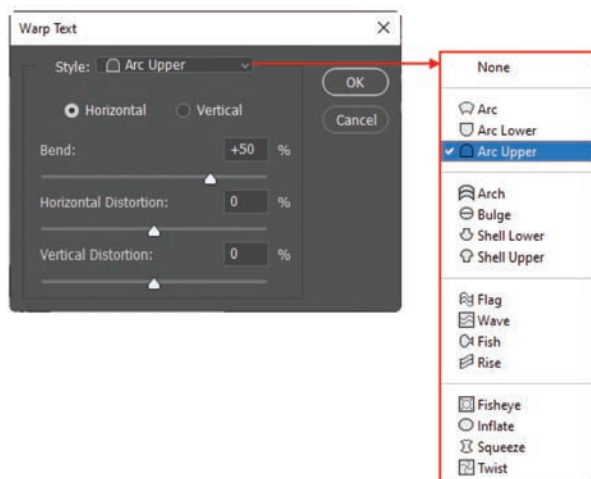 Warp Text
Style: Arc Upper
Horizontal Vertical
Bend: +50 %
Horizontal Distortion: 0 %
Vertical Distortion: 0 %
OK
Cancel
None
Arc
Arc Lower
Arc Upper
Arch
Bulge
Shell Lower
Shell Upper
Flag
Wave
Fish
Rise
Fisheye
Inflate
Squeeze
Twist